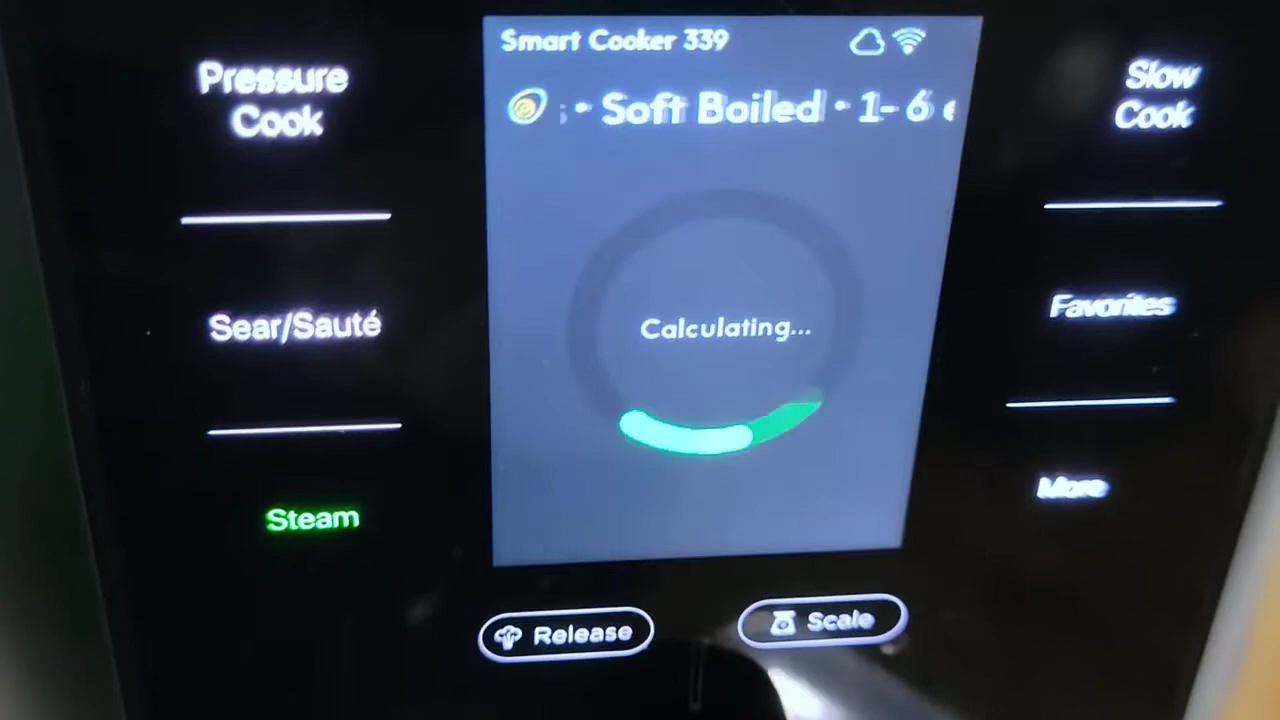 Smart Cooker 339
• Soft Boiled • 1-6
Calculating...
Pressure
Cook
Sear/Sauté
Steam
Slow
Cook
Favorites
More
Release
Scale